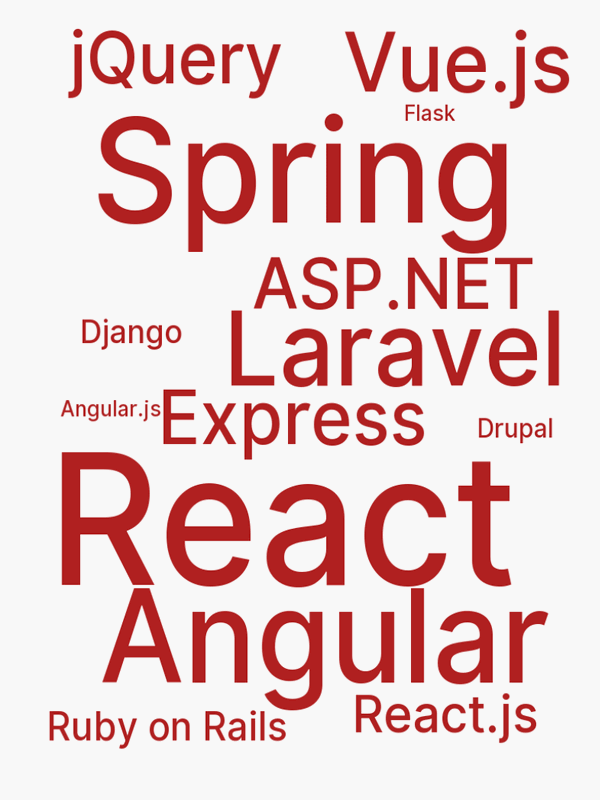 jQuery Vue.js
Flask
Spring
ASP.NET
Django
Laravel
Angular.js
Express
Drupal
React
Angular
React.js
Ruby on Rails